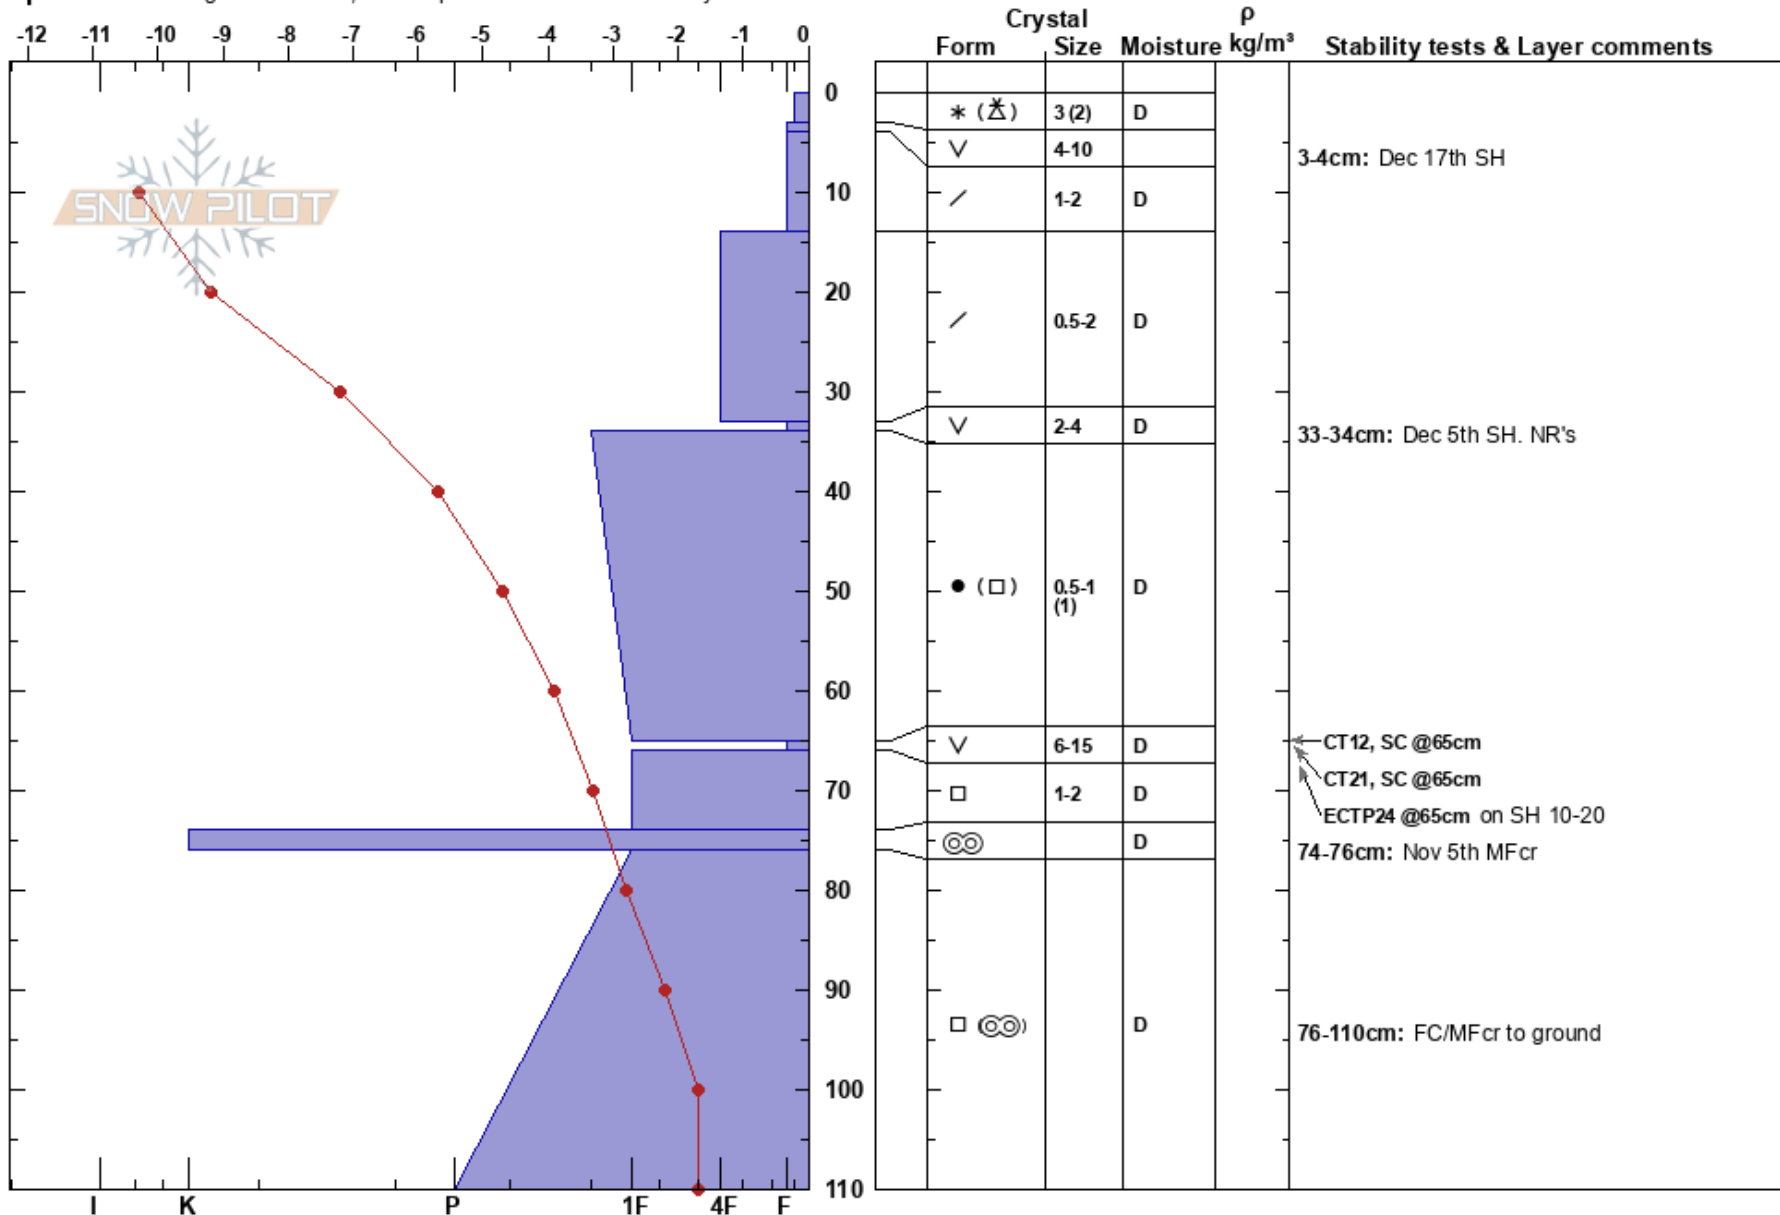 -12 -11 -10 -9 -8 -7 -6 -5 -4 -3 -2 -1 0
Crystal ρ
Form Size Moisture kg/m³ Stability tests & Layer comments
0
3 (2) D
4-10
3-4cm: Dec 17th SH
SNOW PILOT
10
1-2 D
20
0.5-2 D
30
2-4 D
33-34cm: Dec 5th SH. NR's
40
50
0.5-1 D
(1)
60
6-15 D
CT12, SC @65cm
CT21, SC @65cm
70
1-2 D
ECTP24 @65cm on SH 10-20
D
74-76cm: Nov 5th MFcr
80
90
D
76-110cm: FC/MFcr to ground
100
110
I K P 1F 4F F